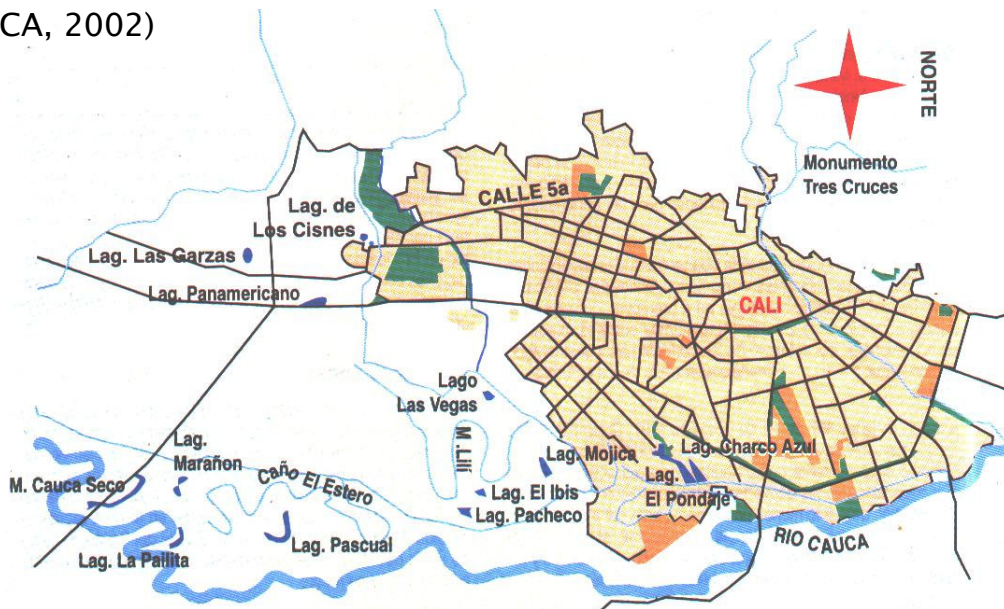 CA, 2002)
NORTE
Monumento
Tres Cruces
CALLE 5a
Lag. de
Los Cisnes
Lag. Las Garzas
Lag. Panamericano
CALI
Lago
Las Vegas
M .Lilí
Lag.
Marañon
M. Cauca Seco
Caño El Estero
Lag. Mojica
Lag. Charco Azul
Lag.
El Pondaje
Lag. El Ibis
Lag. Pacheco
Lag. Pascual
Lag. La Pailita
RIO CAUCA